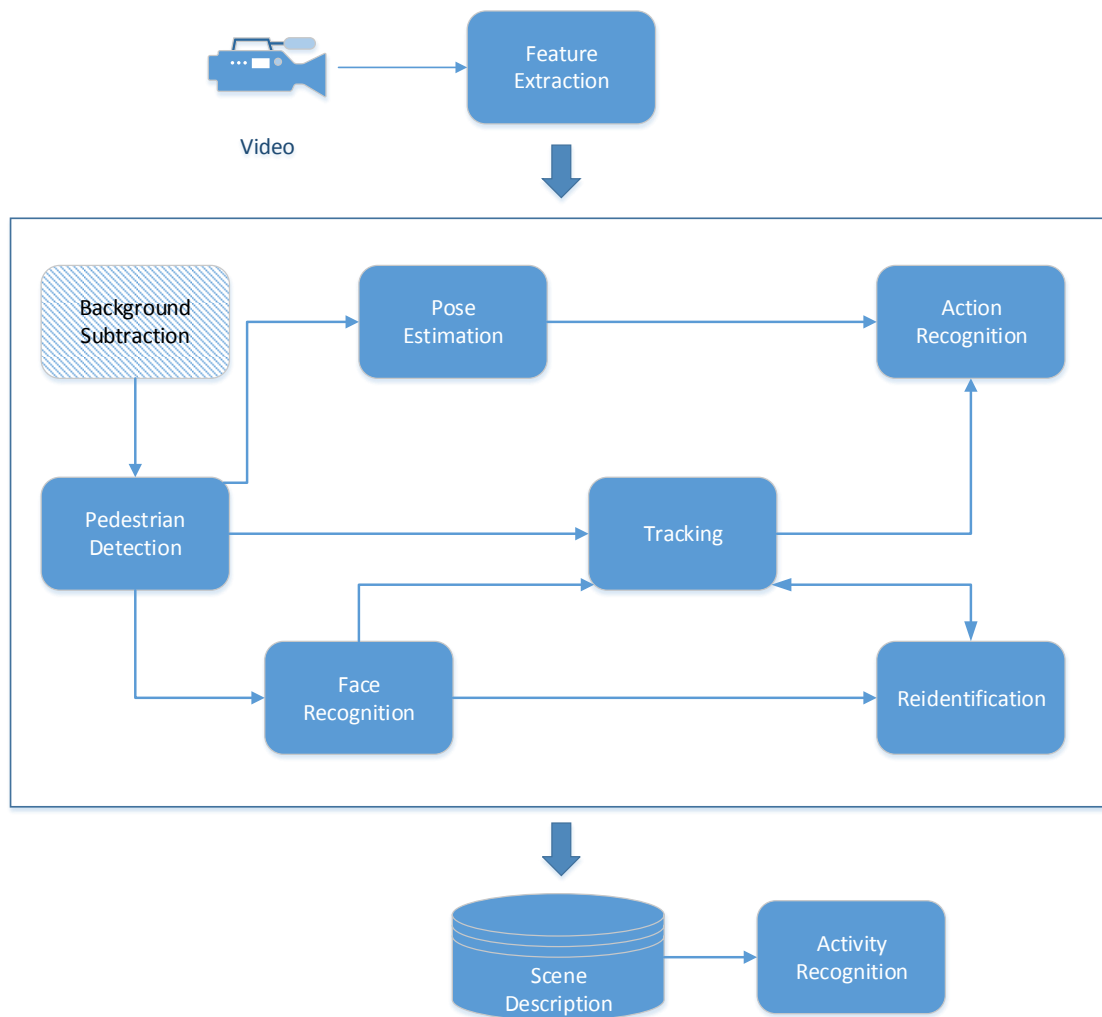 Feature
Extraction
Video
Background
Subtraction
Pose
Estimation
Action
Recognition
Pedestrian
Detection
Tracking
Face
Recognition
Reidentification
Scene
Description
Activity
Recognition